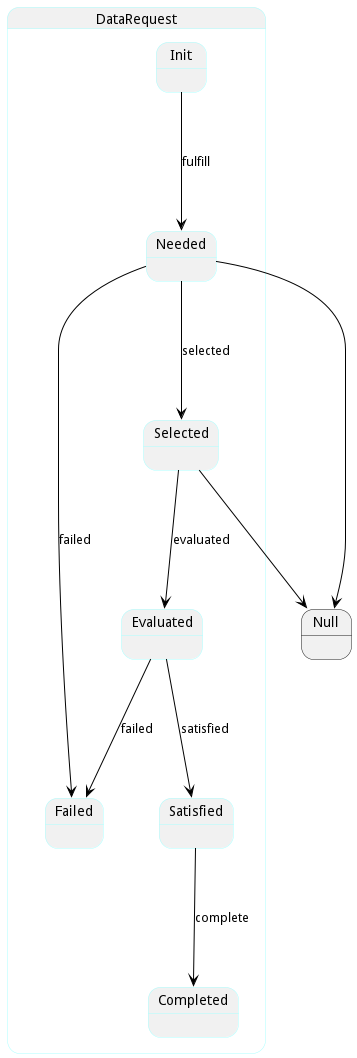 DataRequest
Init
fulfill
Needed
selected
Selected
failed
evaluated
Evaluated
Null
failed
satisfied
Failed
Satisfied
complete
Completed